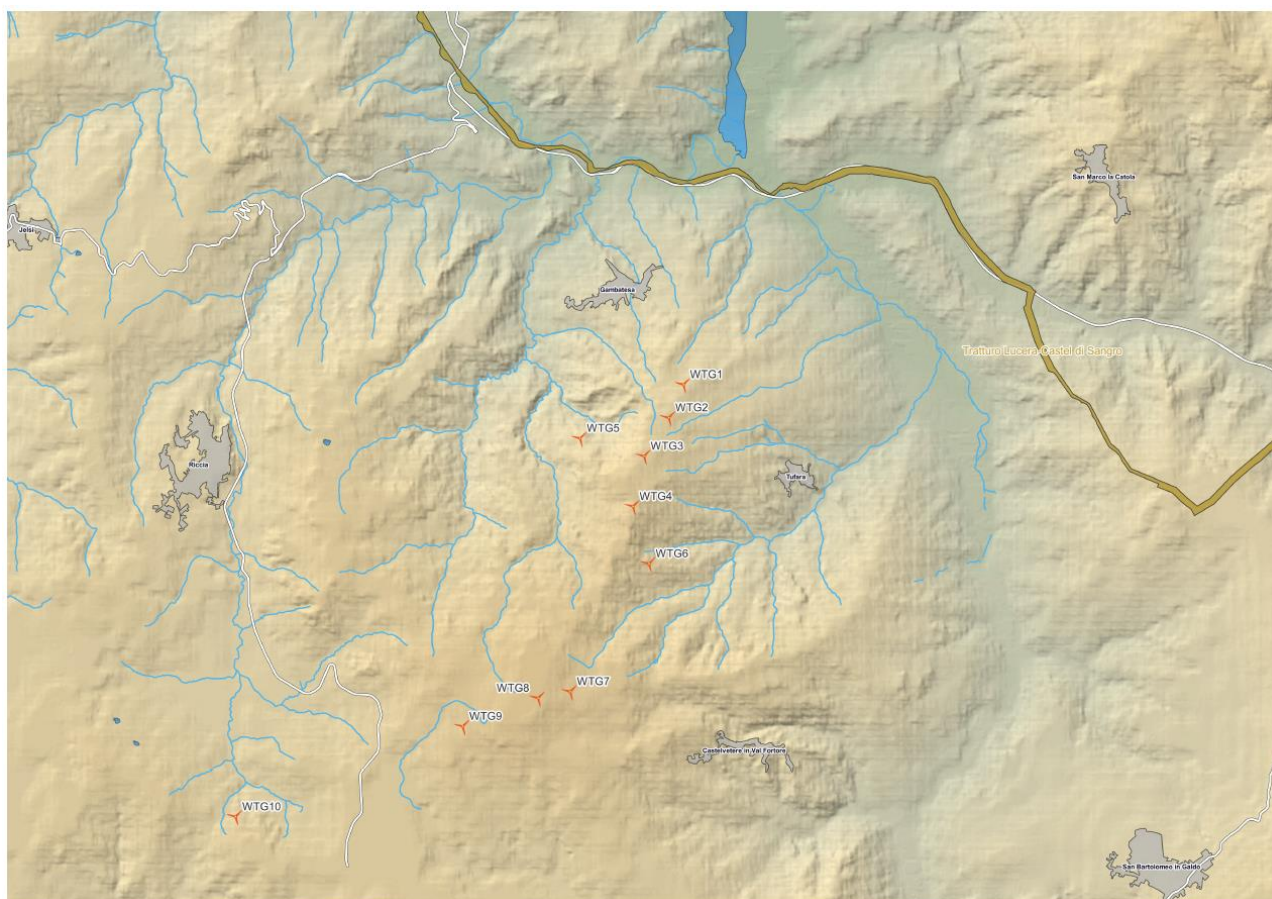 San Marco la Catola
Jelsi
Gambatesa
Tratturo Lucera-Castel di Sangro
WTG1
WTG2
WTG5
WTG3
Riccia
Tufara
WTG4
WTG6
WTG7
WTG8
WTG9
Castelvetere in Val Fortore
WTG10
San Bartolomeo in Galdo